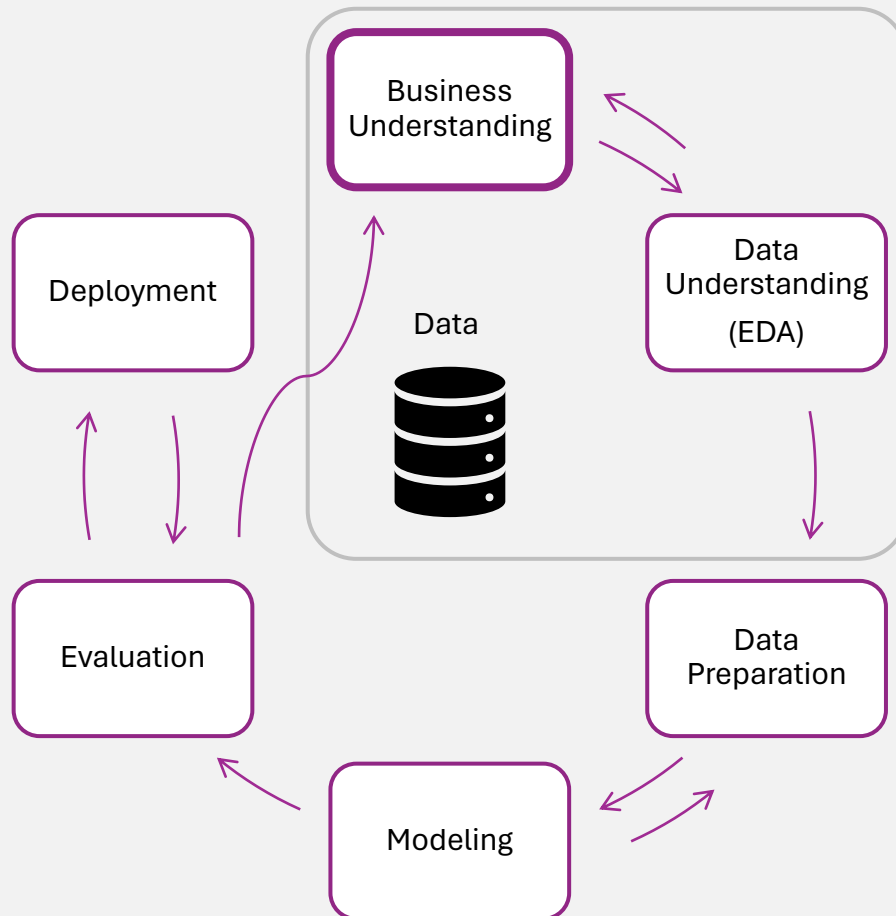 Business
Understanding
Data
Understanding
(EDA)
Deployment
Data
Evaluation
Data
Preparation
Modeling